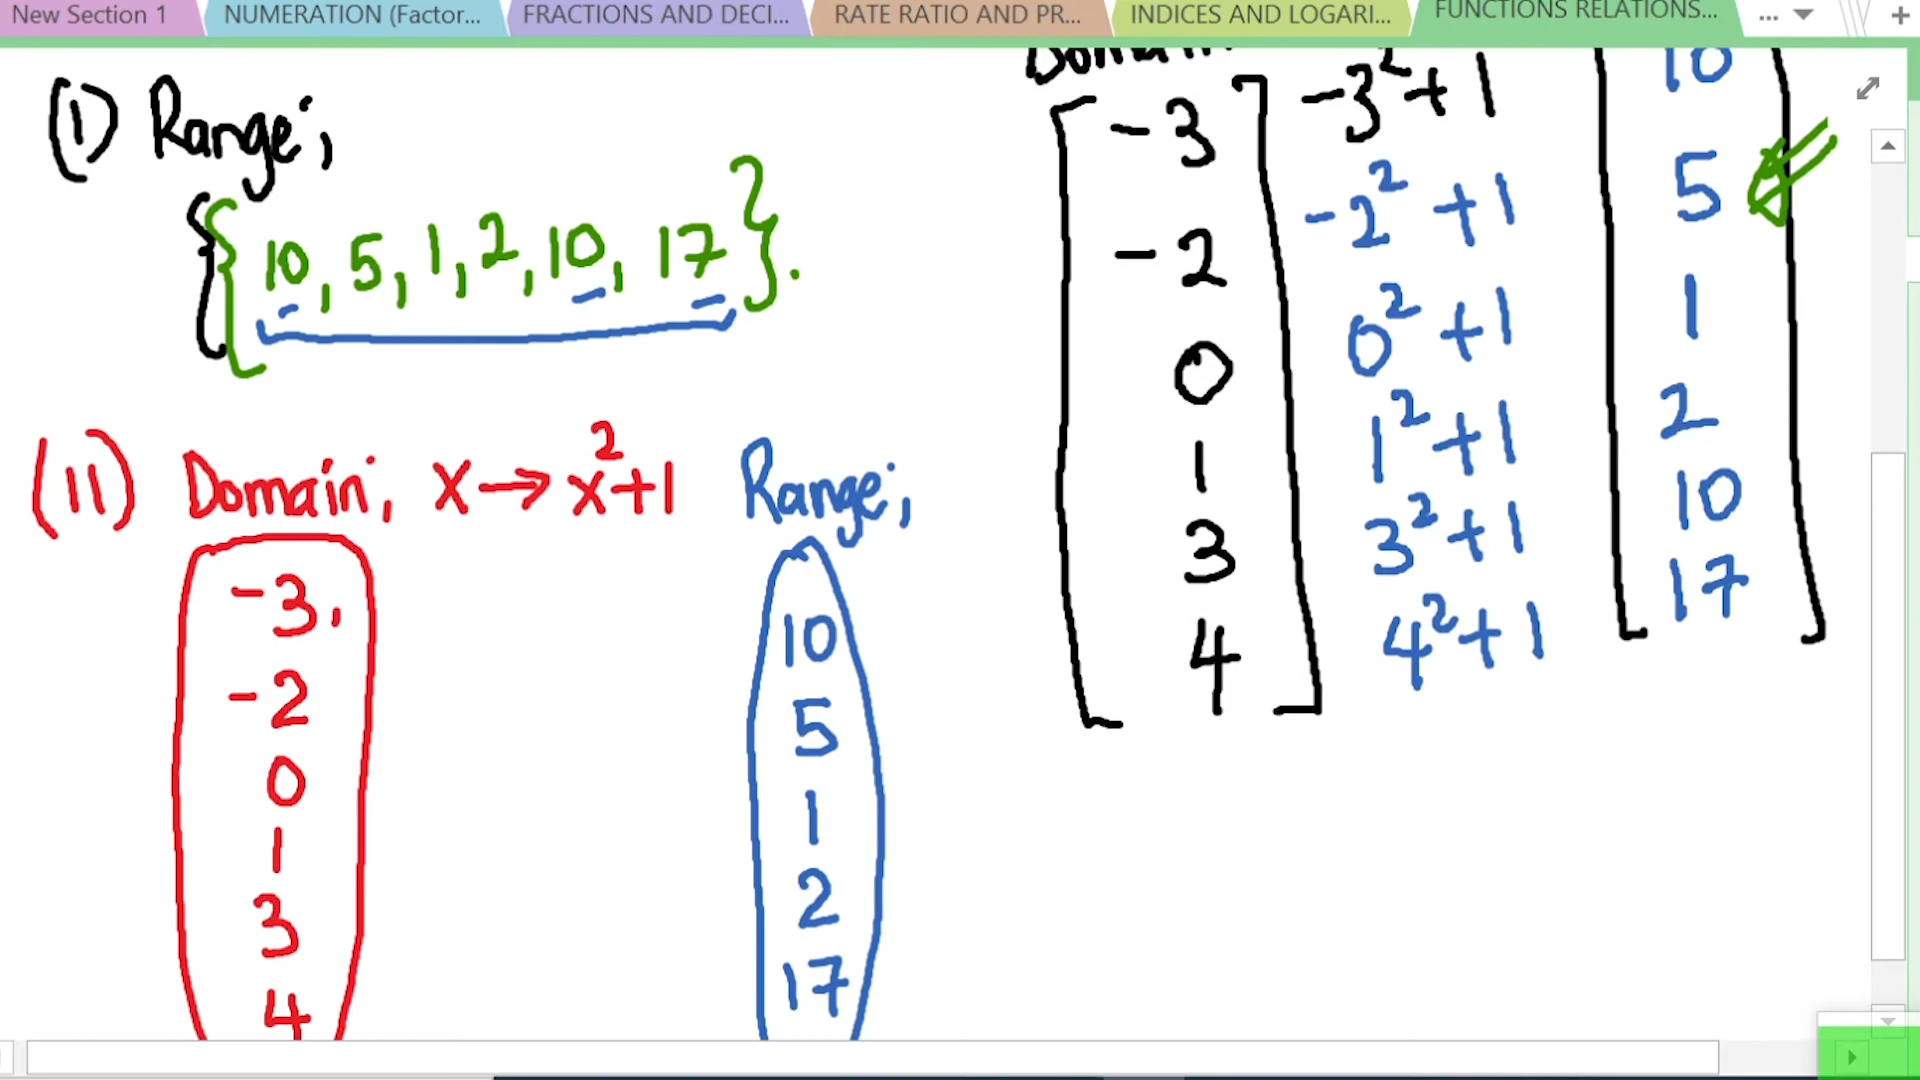 New Section 1 NUMERATION (Factor... FRACTIONS AND DECI... RATE RATIO AND PR... INDICES AND LOGARI... FUNCTIONS RELATIONS... ...
(1) Range;
{{10, 5, 1, 2, 10, 17}.
(11) Domain; x → x²+1 Range;
-3,
-2
0
1
3
4
10
5
1
2
17
Domain
[-3] -3²+1 10
-2 -2²+1 5
0 0²+1 1
1 1²+1 2
3 3²+1 10
4 4²+1 17